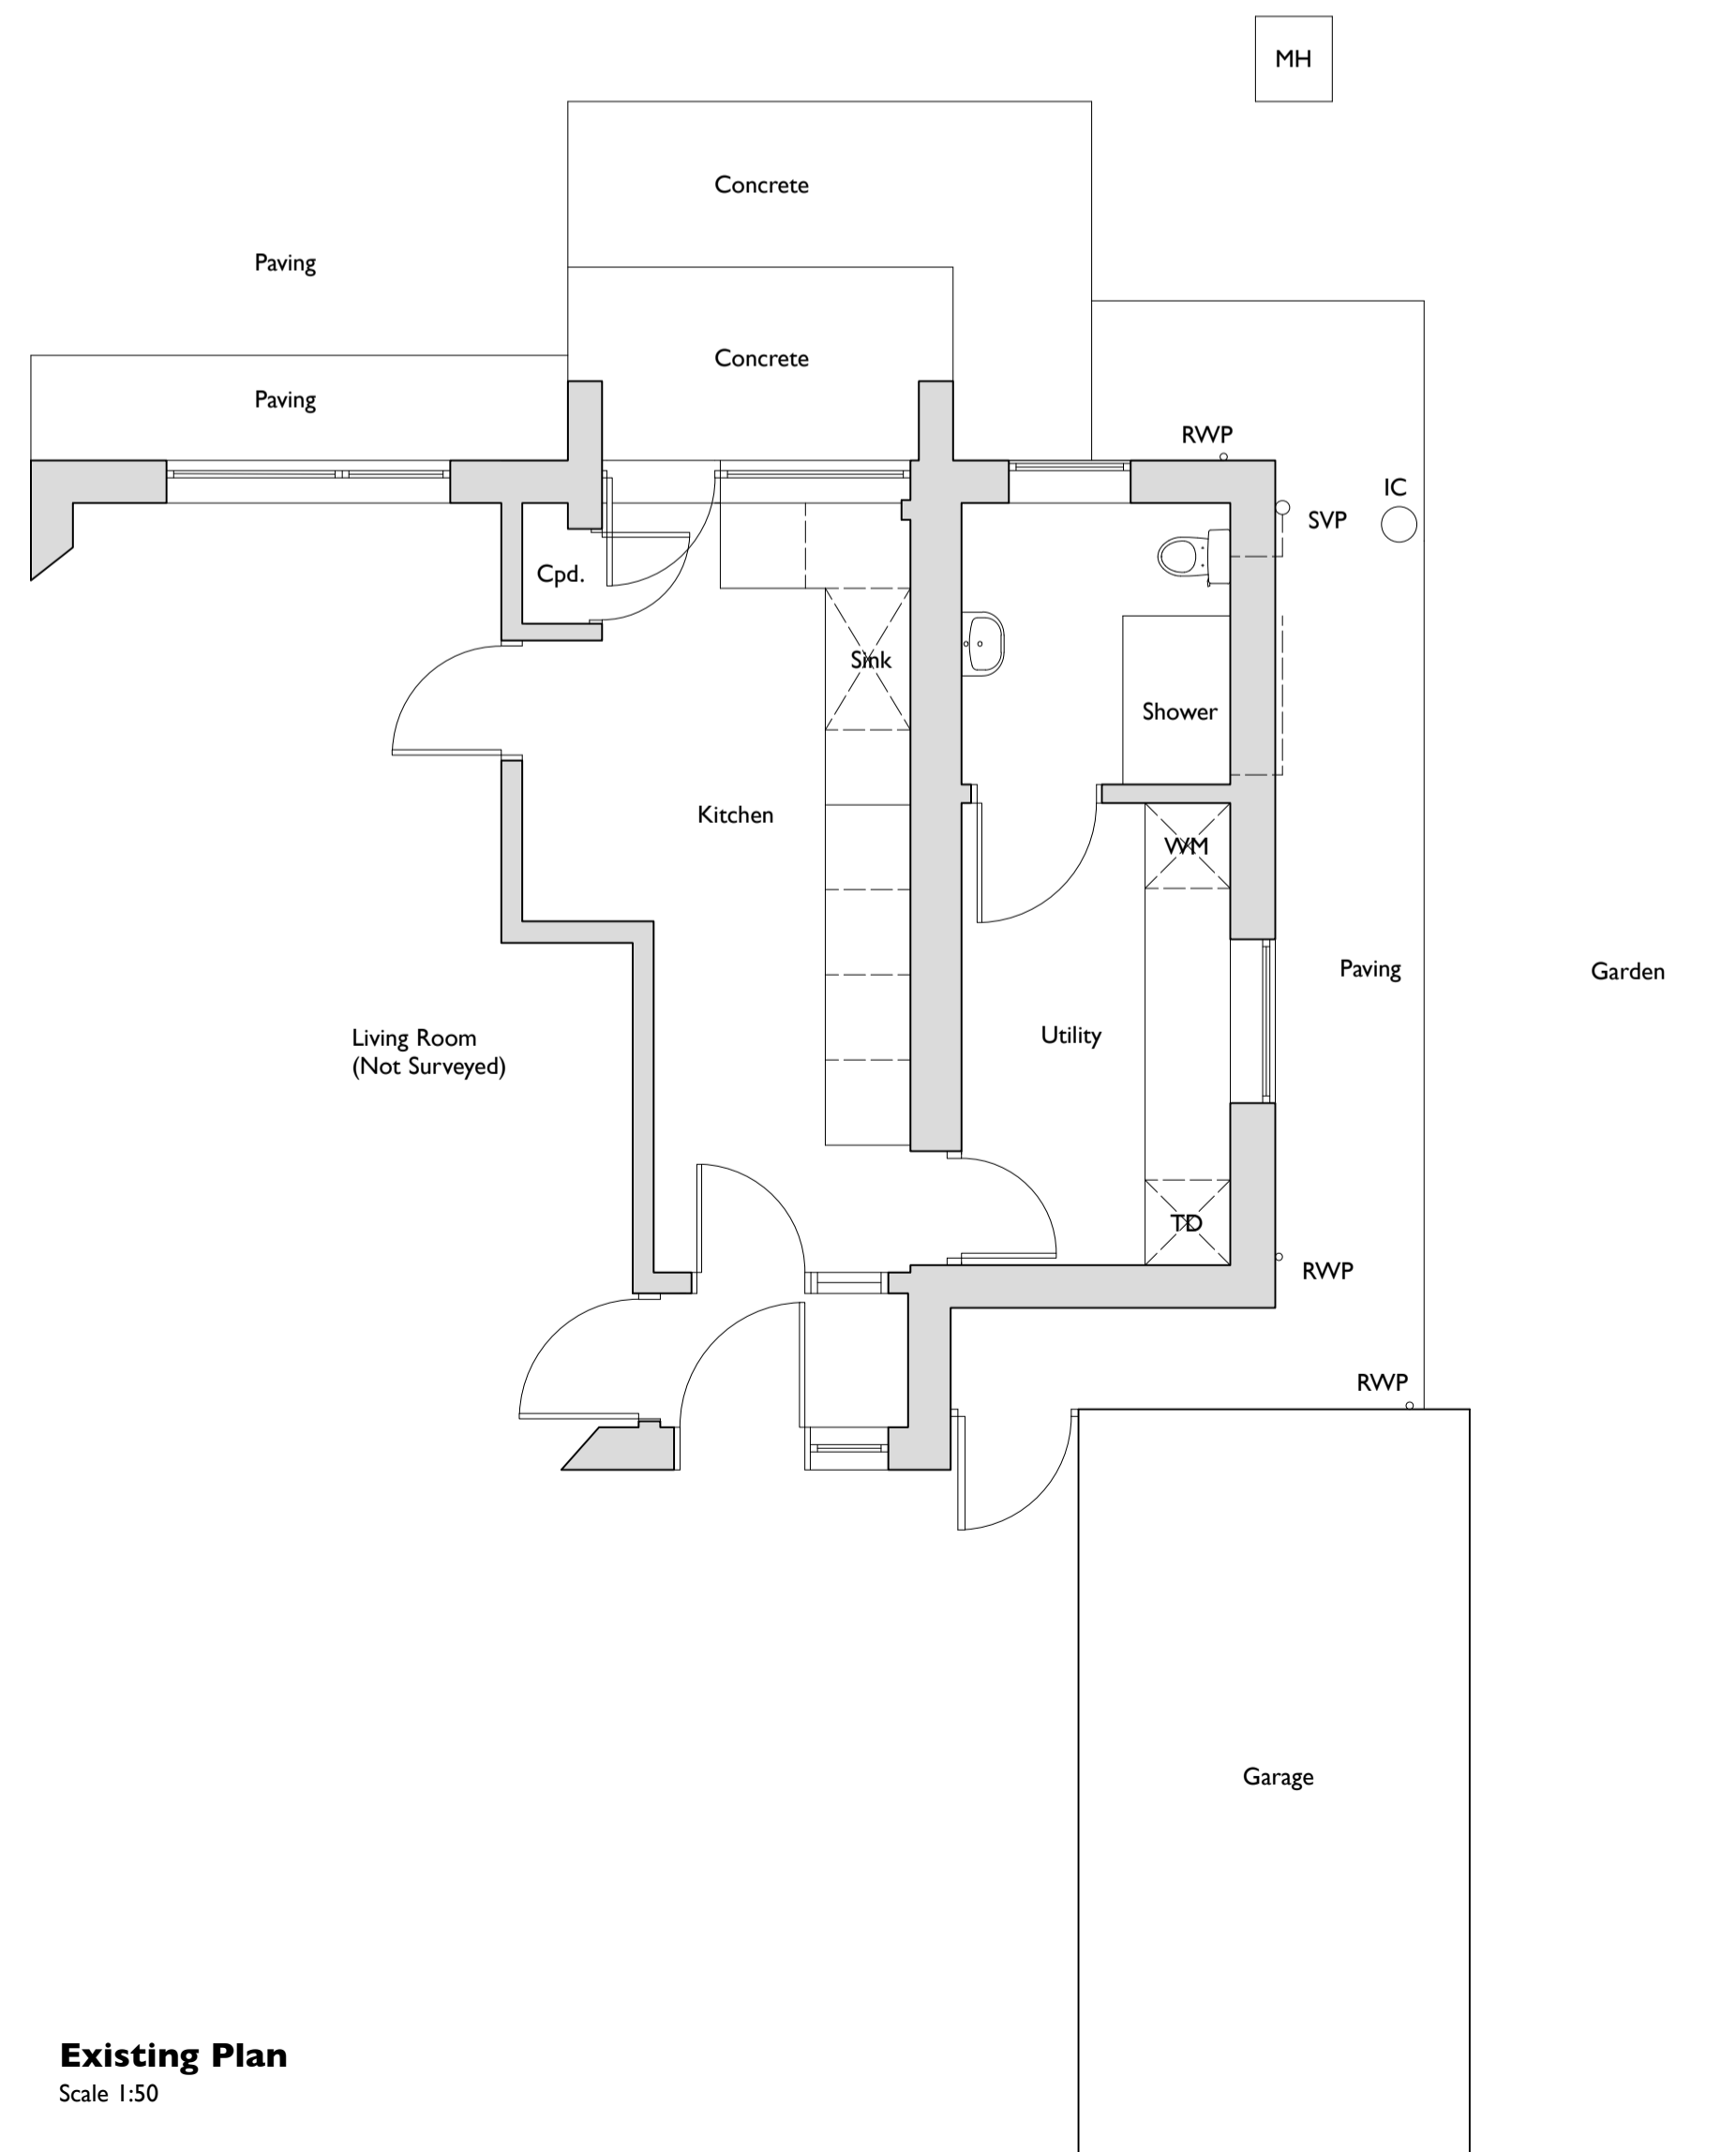 MH
Concrete
Paving
Concrete
Paving
RWP
IC
SVP
Cpd.
Sink
Shower
Kitchen
WM
Paving
Garden
Utility
Living Room
(Not Surveyed)
TD
RWP
RWP
Garage
Existing Plan
Scale 1:50